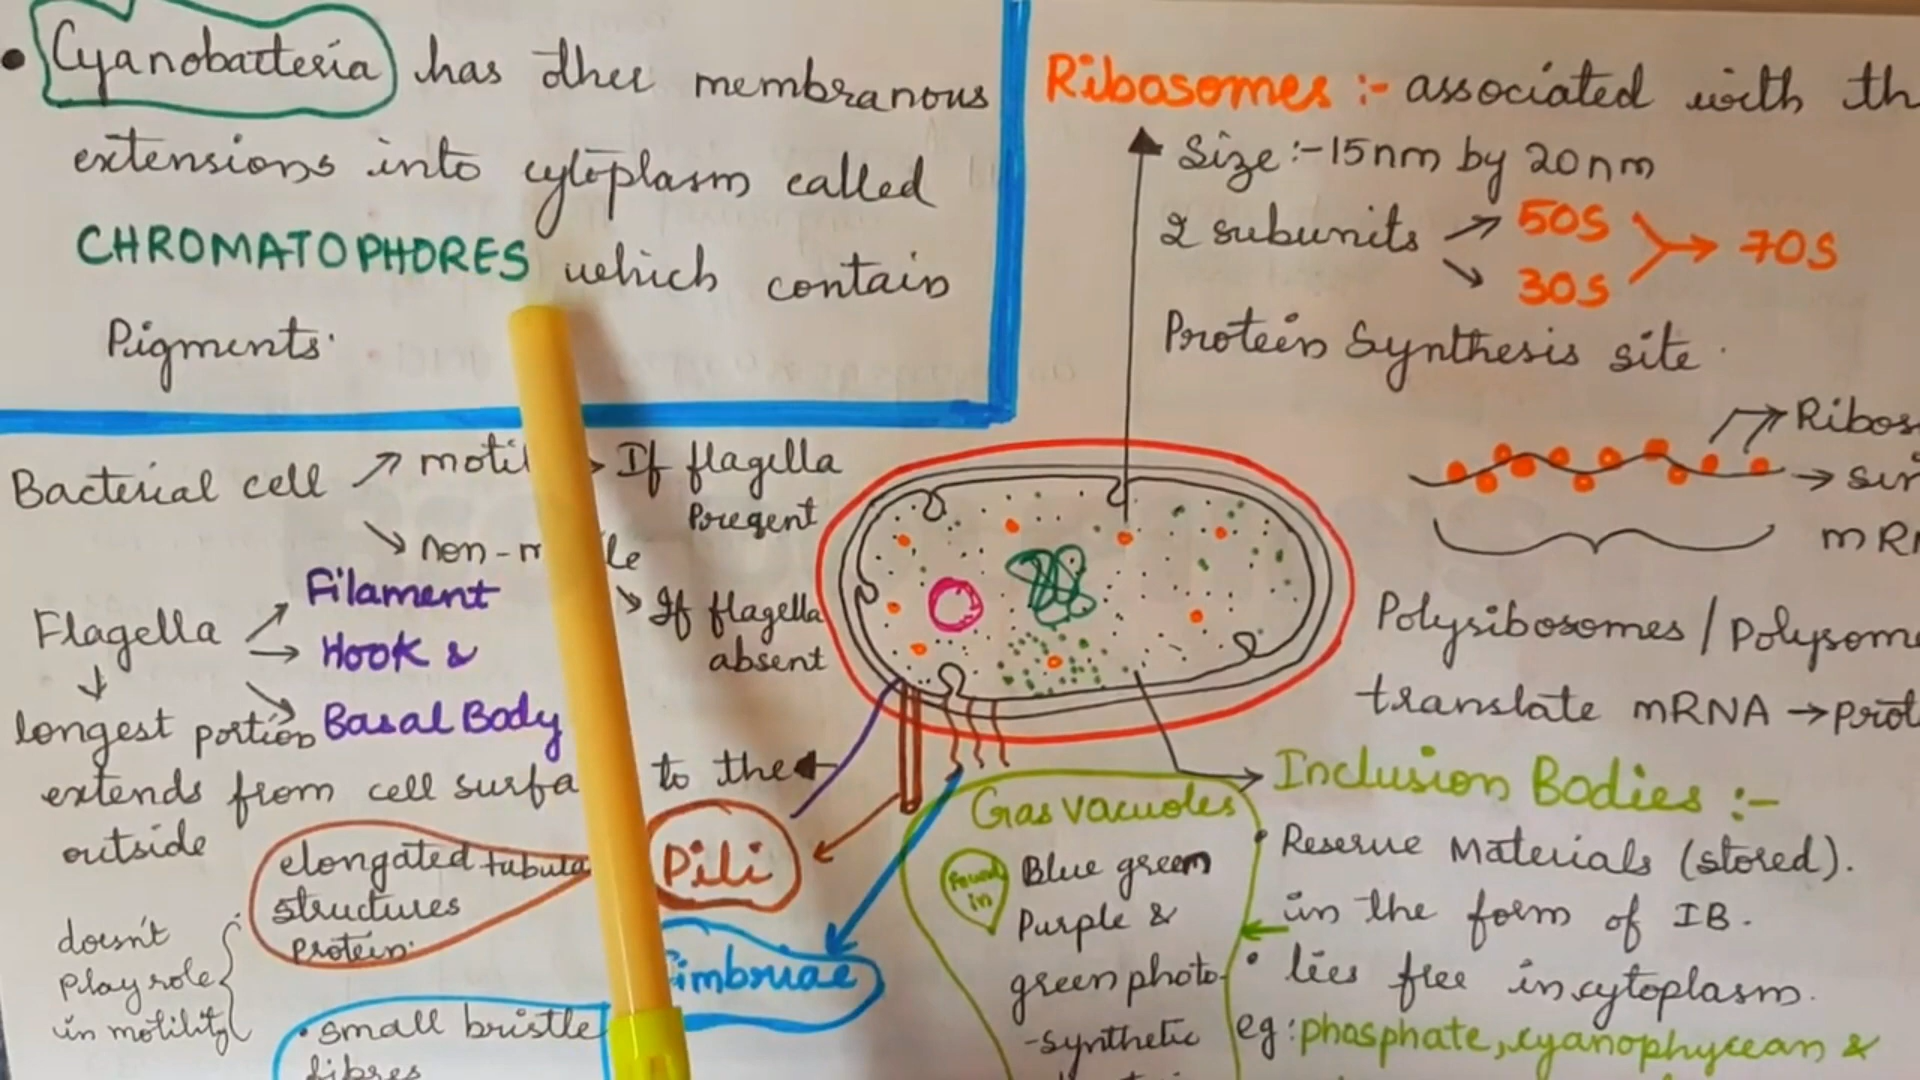 • Cyanobacteria has other membranous
extensions into cytoplasm called
CHROMATOPHORES which contain
Pigments.
Ribosomes :- associated with th
Size :- 15nm by 20nm
2 subunits
50S
30S
70S
Protein Synthesis site.
Ribos
sin
mR
Polyribosomes / Polysome
translate mRNA → prot
Bacterial cell
moti
If flagella
Present
non-m le
If flagella
absent
Flagella
Filament
Hook &
Basal Body
longest portion
extends from cell surfa to the
outside
elongated tubula
structures
Protein.
doesn't
play role
in motility
Pili
imbriae
• small bristle
fibres
Gas vacuoles
Found
in
Blue green
Purple &
green photo-
-synthetic
Inclusion Bodies :-
• Reserve Materials (stored).
in the form of IB.
• lies free in cytoplasm.
eg: phosphate, cyanophycean &